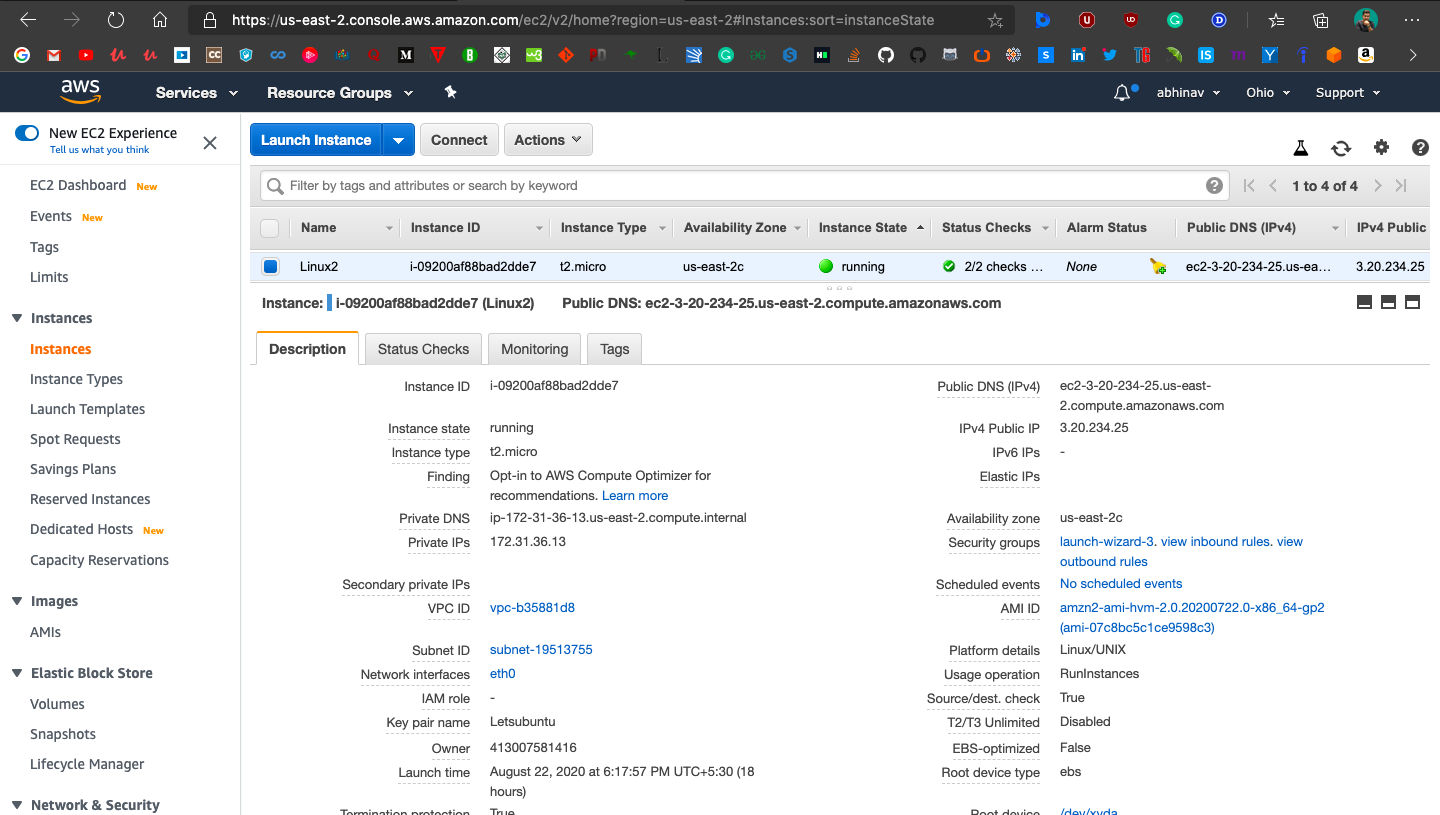 https://us-east-2.console.aws.amazon.com/ec2/v2/home?region=us-east-2#Instances:sort=instanceState
aws Services Resource Groups abhinav Ohio Support
New EC2 Experience
Tell us what you think
EC2 Dashboard New
Events New
Tags
Limits
Instances
Instances
Instance Types
Launch Templates
Spot Requests
Savings Plans
Reserved Instances
Dedicated Hosts New
Capacity Reservations
Images
AMIs
Elastic Block Store
Volumes
Snapshots
Lifecycle Manager
Network & Security
Launch Instance Connect Actions
Filter by tags and attributes or search by keyword 1 to 4 of 4
Name Instance ID Instance Type Availability Zone Instance State Status Checks Alarm Status Public DNS (IPv4) IPv4 Public
Linux2 i-09200af88bad2dde7 t2.micro us-east-2c running 2/2 checks ... None ec2-3-20-234-25.us-ea... 3.20.234.25
Instance: i-09200af88bad2dde7 (Linux2) Public DNS: ec2-3-20-234-25.us-east-2.compute.amazonaws.com
Description Status Checks Monitoring Tags
Instance ID i-09200af88bad2dde7
Instance state running
Instance type t2.micro
Finding Opt-in to AWS Compute Optimizer for
recommendations. Learn more
Private DNS ip-172-31-36-13.us-east-2.compute.internal
Private IPs 172.31.36.13
Secondary private IPs
VPC ID vpc-b35881d8
Subnet ID subnet-19513755
Network interfaces eth0
IAM role -
Key pair name Letsubuntu
Owner 413007581416
Launch time August 22, 2020 at 6:17:57 PM UTC+5:30 (18
hours)
Termination protection True
Public DNS (IPv4) ec2-3-20-234-25.us-east-
2.compute.amazonaws.com
IPv4 Public IP 3.20.234.25
IPv6 IPs -
Elastic IPs
Availability zone us-east-2c
Security groups launch-wizard-3. view inbound rules. view
outbound rules
Scheduled events No scheduled events
AMI ID amzn2-ami-hvm-2.0.20200722.0-x86_64-gp2
(ami-07c8bc5c1ce9598c3)
Platform details Linux/UNIX
Usage operation RunInstances
Source/dest. check True
T2/T3 Unlimited Disabled
EBS-optimized False
Root device type ebs
Root device /dev/xvda